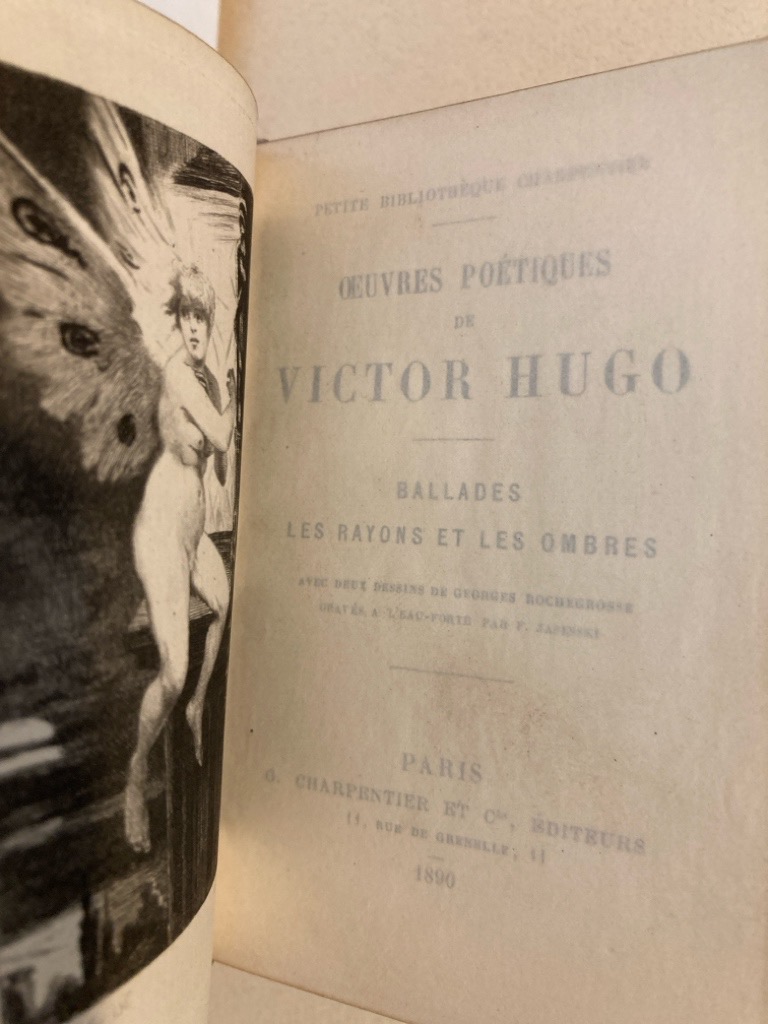 PETITE BIBLIOTHÈQUE CHARPENTIER
ŒUVRES POÉTIQUES
DE
VICTOR HUGO
BALLADES
LES RAYONS ET LES OMBRES
AVEC DEUX DESSINS DE GEORGES ROCHEGROSSE
GRAVÉS A L'EAU-FORTE PAR F.
PARIS
G. CHARPENTIER ET Cie, ÉDITEURS
11, RUE DE GRENELLE, 11
1890